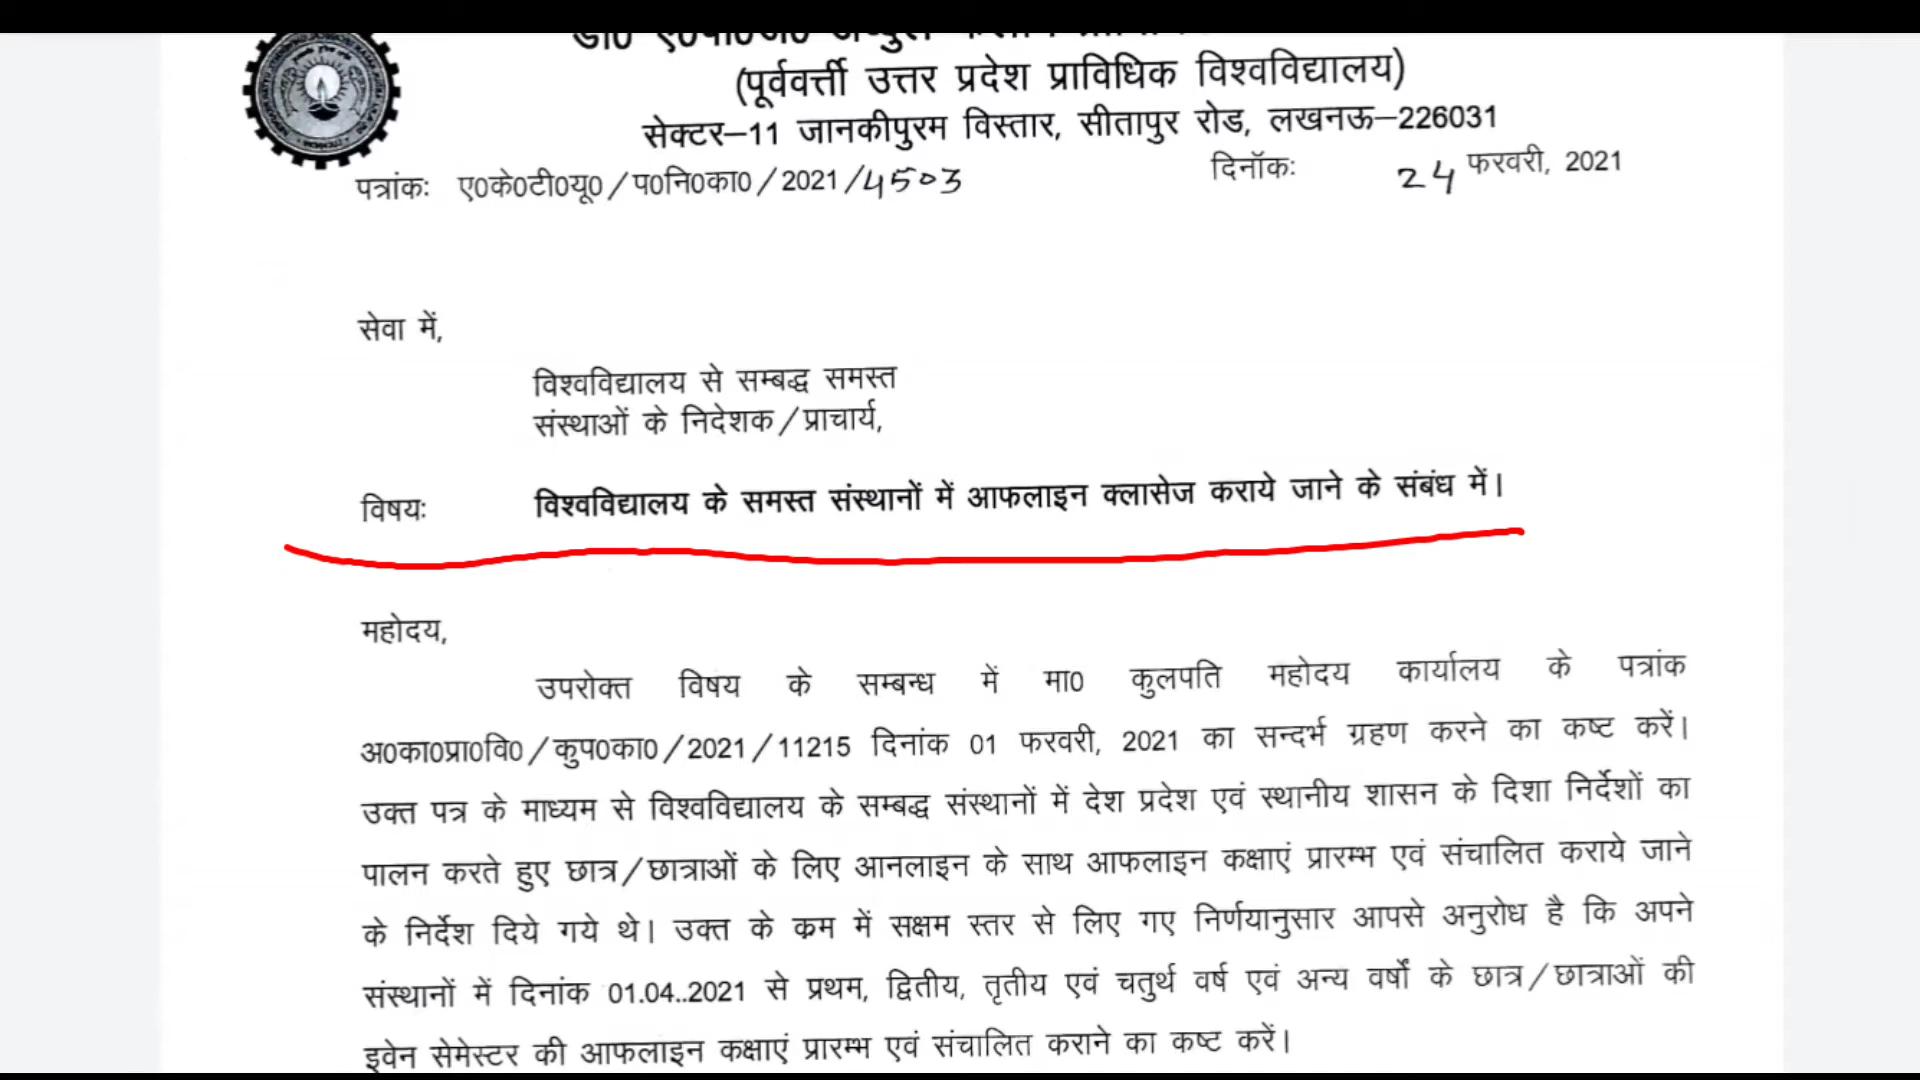 (पूर्ववर्त्ती उत्तर प्रदेश प्राविधिक विश्वविद्यालय)
सेक्टर–11 जानकीपुरम विस्तार, सीतापुर रोड, लखनऊ–226031
पत्रांकः ए0के0टी0यू0/प0नि0का0/2021/4503 दिनॉकः 24 फरवरी, 2021
सेवा में,
विश्वविद्यालय से सम्बद्ध समस्त
संस्थाओं के निदेशक/प्राचार्य,
विषयः विश्वविद्यालय के समस्त संस्थानों में आफलाइन क्लासेज कराये जाने के संबंध में।
महोदय,
उपरोक्त विषय के सम्बन्ध में मा0 कुलपति महोदय कार्यालय के पत्रांक
अ0का0प्रा0वि0/कुप0का0/2021/11215 दिनांक 01 फरवरी, 2021 का सन्दर्भ ग्रहण करने का कष्ट करें।
उक्त पत्र के माध्यम से विश्वविद्यालय के सम्बद्ध संस्थानों में देश प्रदेश एवं स्थानीय शासन के दिशा निर्देशों का
पालन करते हुए छात्र/छात्राओं के लिए आनलाइन के साथ आफलाइन कक्षाएं प्रारम्भ एवं संचालित कराये जाने
के निर्देश दिये गये थे। उक्त के कम में सक्षम स्तर से लिए गए निर्णयानुसार आपसे अनुरोध है कि अपने
संस्थानों में दिनांक 01.04..2021 से प्रथम, द्वितीय, तृतीय एवं चतुर्थ वर्ष एवं अन्य वर्षों के छात्र/छात्राओं की
इवेन सेमेस्टर की आफलाइन कक्षाएं प्रारम्भ एवं संचालित कराने का कष्ट करें।